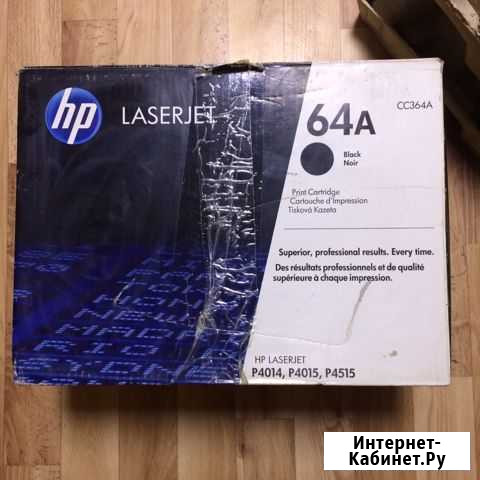 hp
LASERJET
64A
CC364A
Black
Noir
Print Cartridge
Cartouche d'Impression
Tisková Kazeta
Superior, professional results. Every time.
Des résultats professionnels et de qualité
supérieure à chaque impression.
HP LASERJET
P4014, P4015, P4515
Интернет-
Кабинет.Ру